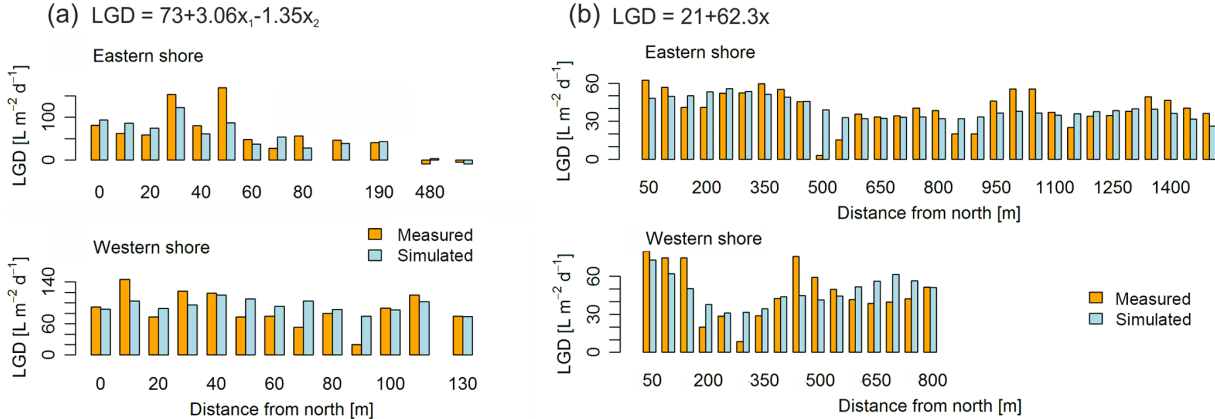 (a) LGD = 73+3.06x₁-1.35x₂
Eastern shore
LGD [L m⁻² d⁻¹]
0 100
0 20 40 60 80 190 480
Western shore
Measured
Simulated
LGD [L m⁻² d⁻¹]
0 60 140
0 20 40 60 80 100 130
Distance from north [m]
(b) LGD = 21+62.3x
Eastern shore
LGD [L m⁻² d⁻¹]
0 30 60
50 200 350 500 650 800 950 1100 1250 1400
Distance from north [m]
Western shore
LGD [L m⁻² d⁻¹]
0 30 60
50 200 350 500 650 800
Distance from north [m]
Measured
Simulated